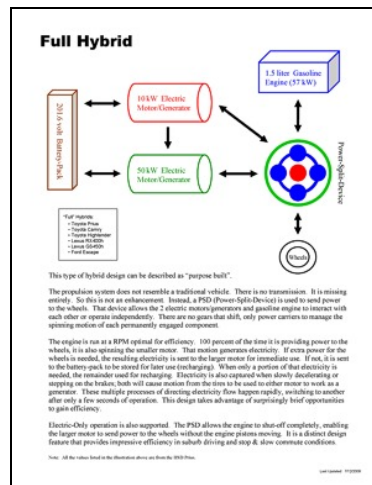 Full Hybrid
1.5 liter Gasoline
Engine (57 kW)
10 kW Electric
Motor/Generator
201.6 volt Battery-Pack
Power-Split-Device
50 kW Electric
Motor/Generator
"Full" Hybrids
• Toyota Prius
• Toyota Camry
• Toyota Highlander
• Lexus RX400h
• Lexus GS450h
• Ford Escape
Wheels
This type of hybrid design can be described as "purpose built".
The propulsion system does not resemble a traditional vehicle. There is no transmission. It is missing
entirely. So this is not an enhancement. Instead, a PSD (Power-Split-Device) is used to send power
to the wheels. That device allows the 2 electric motors/generators and gasoline engine to interact with
each other or operate independently. There are no gears that shift, only power carriers to manage the
spinning motion of each permanently engaged component.
The engine is run at a RPM optimal for efficiency. 100 percent of the time it is providing power to the
wheels, it is also spinning the smaller motor. That motion generates electricity. If extra power for the
wheels is needed, the resulting electricity is sent to the larger motor for immediate use. If not, it is sent
to the battery-pack to be stored for later use (recharging). When only a portion of that electricity is
needed, the remainder used for recharging. Electricity is also captured when slowly decelerating or
stepping on the brakes; both will cause motion from the tires to be used to either motor to work as a
generator. These multiple processes of directing electricity flow happen rapidly, switching to another
after only a few seconds of operation. This design takes advantage of surprisingly brief opportunities
to gain efficiency.
Electric-Only operation is also supported. The PSD allows the engine to shut-off completely, enabling
the larger motor to send power to the wheels without the engine pistons moving. It is a distinct design
feature that provides impressive efficiency in suburb driving and stop & slow commute conditions.
Note: All the values listed in the illustration above are from the
Last Updated: